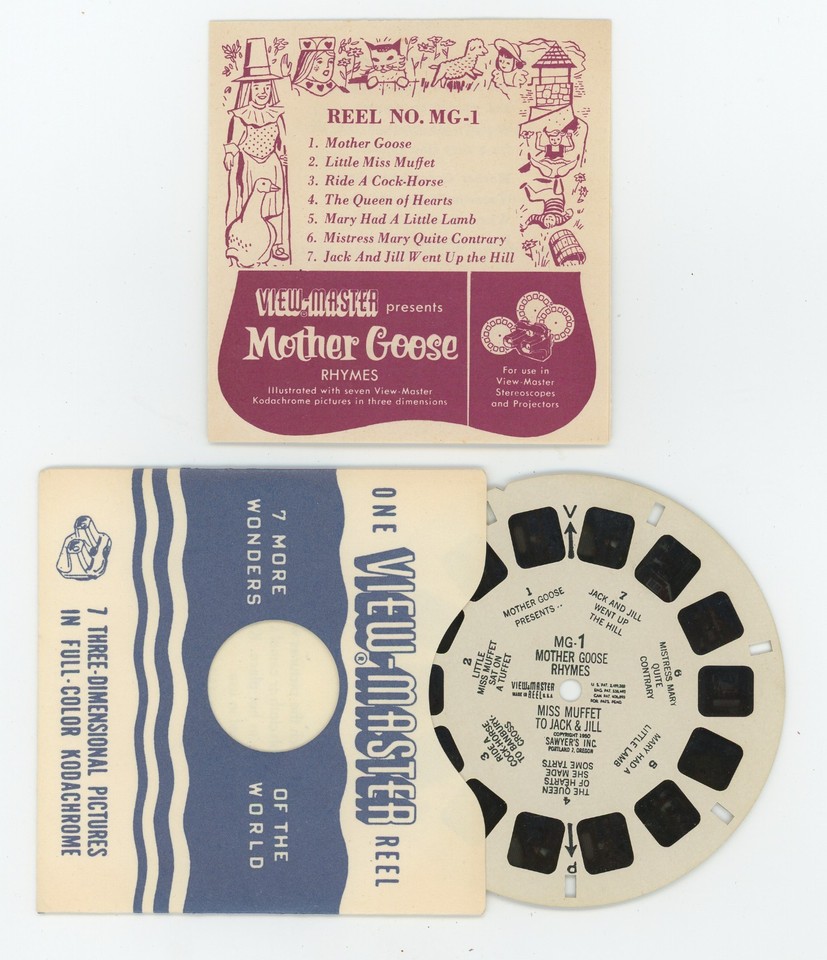 REEL NO. MG-1
1. Mother Goose
2. Little Miss Muffet
3. Ride A Cock-Horse
4. The Queen of Hearts
5. Mary Had A Little Lamb
6. Mistress Mary Quite Contrary
7. Jack And Jill Went Up the Hill
VIEW-MASTER presents
Mother Goose
RHYMES
Illustrated with seven View-Master
Kodachrome pictures in three dimensions
For use in
View-Master
Stereoscopes
and Projectors
ONE VIEW-MASTER® REEL
7 MORE
WONDERS
OF THE
WORLD
7 THREE-DIMENSIONAL PICTURES
IN FULL-COLOR KODACHROME
V
1
MOTHER GOOSE
PRESENTS--
7
JACK AND JILL
WENT UP
THE HILL
2
LITTLE
MISS MUFFET
SAT ON
A TUFFET
6
MISTRESS MARY
QUITE
CONTRARY
MG-1
MOTHER GOOSE
RHYMES
VIEW-MASTER
MADE IN REEL U.S.A.
MISS MUFFET
TO JACK & JILL
COPYRIGHT 1950
SAWYER'S INC.
PORTLAND 7, OREGON
3
RIDE A
COCK-HORSE
TO BANBURY
CROSS
5
MARY HAD A
LITTLE LAMB
4
THE QUEEN
OF HEARTS
SHE MADE
SOME TARTS
P